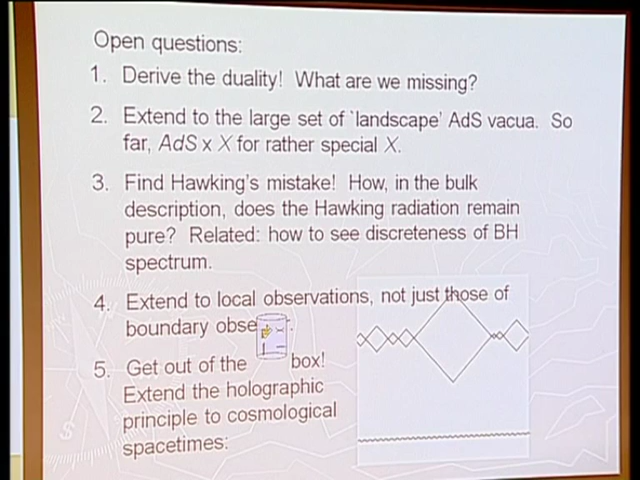 Open questions:
1. Derive the duality! What are we missing?
2. Extend to the large set of `landscape' AdS vacua. So
far, AdS x X for rather special X.
3. Find Hawking's mistake! How, in the bulk
description, does the Hawking radiation remain
pure? Related: how to see discreteness of BH
spectrum.
4. Extend to local observations, not just those of
boundary obse
5. Get out of the box!
Extend the holographic
principle to cosmological
spacetimes: